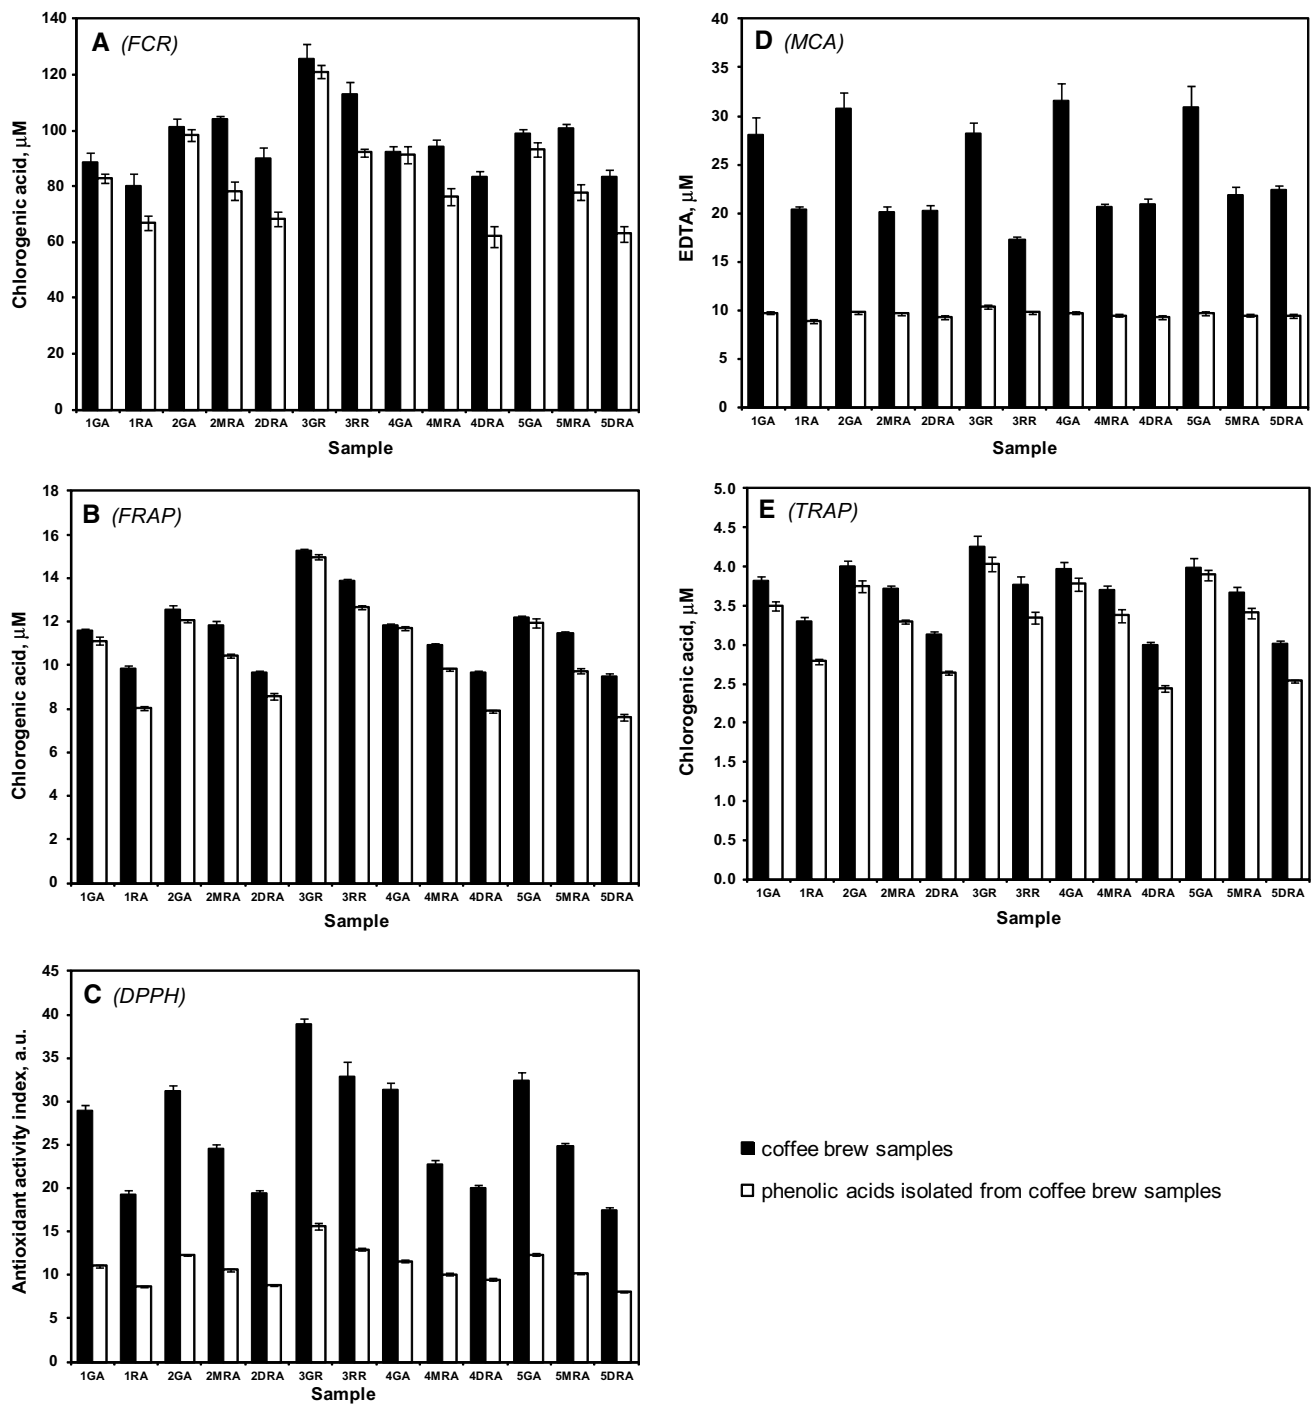 A (FCR)
Chlorogenic acid, μM
140
120
100
80
60
40
20
0
1GA 1RA 2GA 2MRA 2DRA 3GR 3RR 4GA 4MRA 4DRA 5GA 5MRA 5DRA
Sample
D (MCA)
EDTA, μM
40
35
30
25
20
15
10
5
0
1GA 1RA 2GA 2MRA 2DRA 3GR 3RR 4GA 4MRA 4DRA 5GA 5MRA 5DRA
Sample
B (FRAP)
Chlorogenic acid, μM
18
16
14
12
10
8
6
4
2
0
1GA 1RA 2GA 2MRA 2DRA 3GR 3RR 4GA 4MRA 4DRA 5GA 5MRA 5DRA
Sample
E (TRAP)
Chlorogenic acid, μM
5.0
4.5
4.0
3.5
3.0
2.5
2.0
1.5
1.0
0.5
0.0
1GA 1RA 2GA 2MRA 2DRA 3GR 3RR 4GA 4MRA 4DRA 5GA 5MRA 5DRA
Sample
C (DPPH)
Antioxidant activity index, a.u.
45
40
35
30
25
20
15
10
5
0
1GA 1RA 2GA 2MRA 2DRA 3GR 3RR 4GA 4MRA 4DRA 5GA 5MRA 5DRA
Sample
coffee brew samples
phenolic acids isolated from coffee brew samples